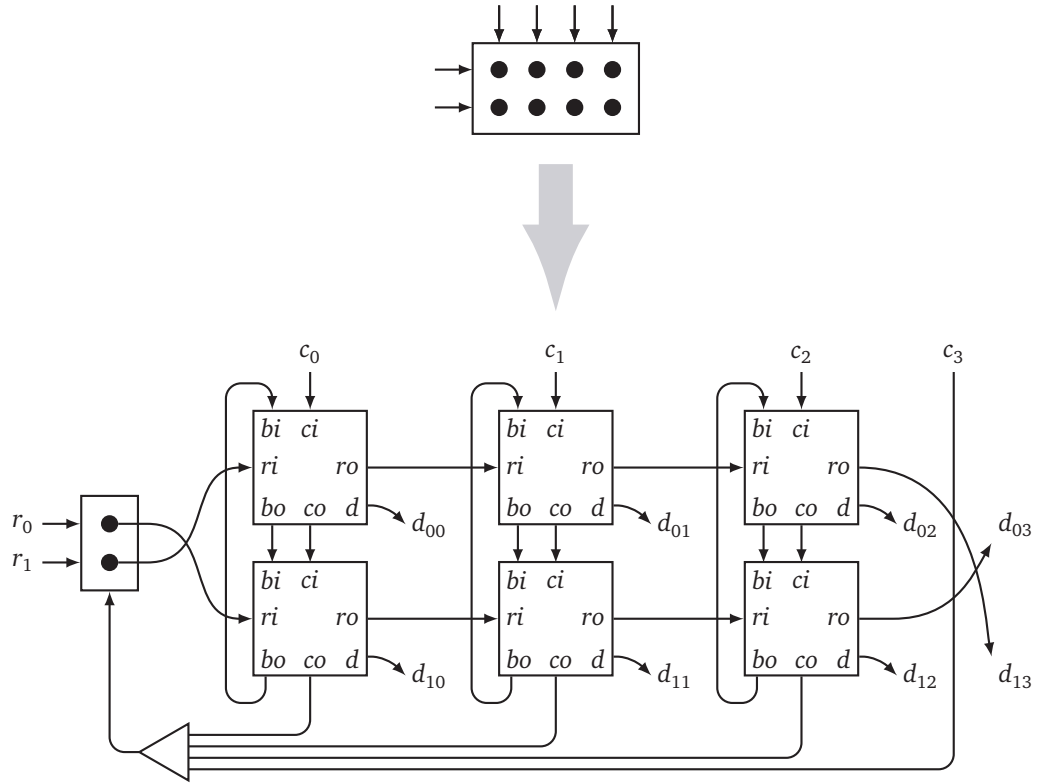 c0 c1 c2 c3
bi ci bi ci bi ci
ri ro ri ro ri ro
bo co d bo co d bo co d
r0 d00 d01 d02 d03
r1
bi ci bi ci bi ci
ri ro ri ro ri ro
bo co d bo co d bo co d
d10 d11 d12 d13